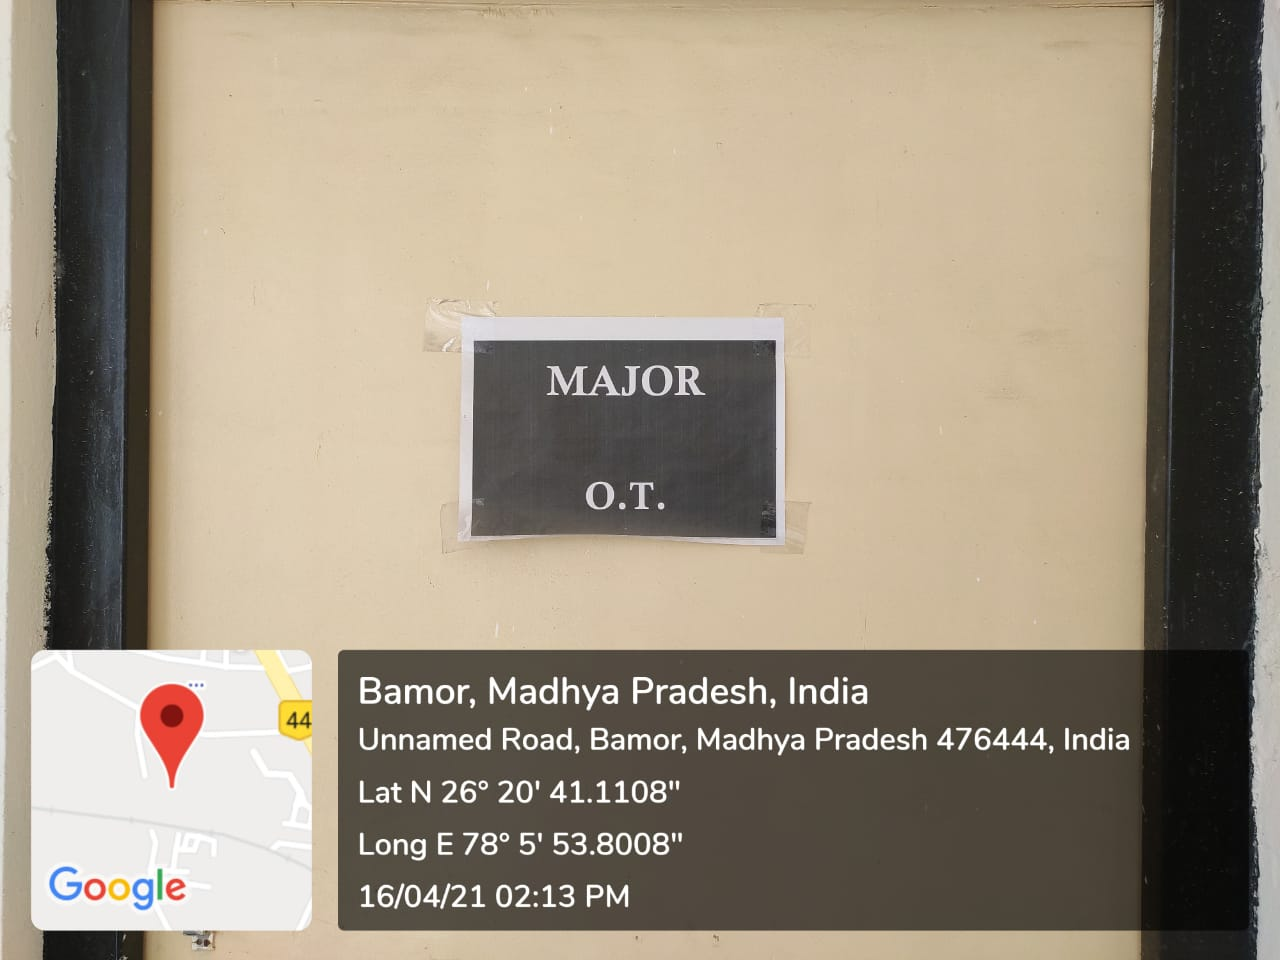 MAJOR
O.T.
44
Google
Bamor, Madhya Pradesh, India
Unnamed Road, Bamor, Madhya Pradesh 476444, India
Lat N 26° 20' 41.1108"
Long E 78° 5' 53.8008"
16/04/21 02:13 PM